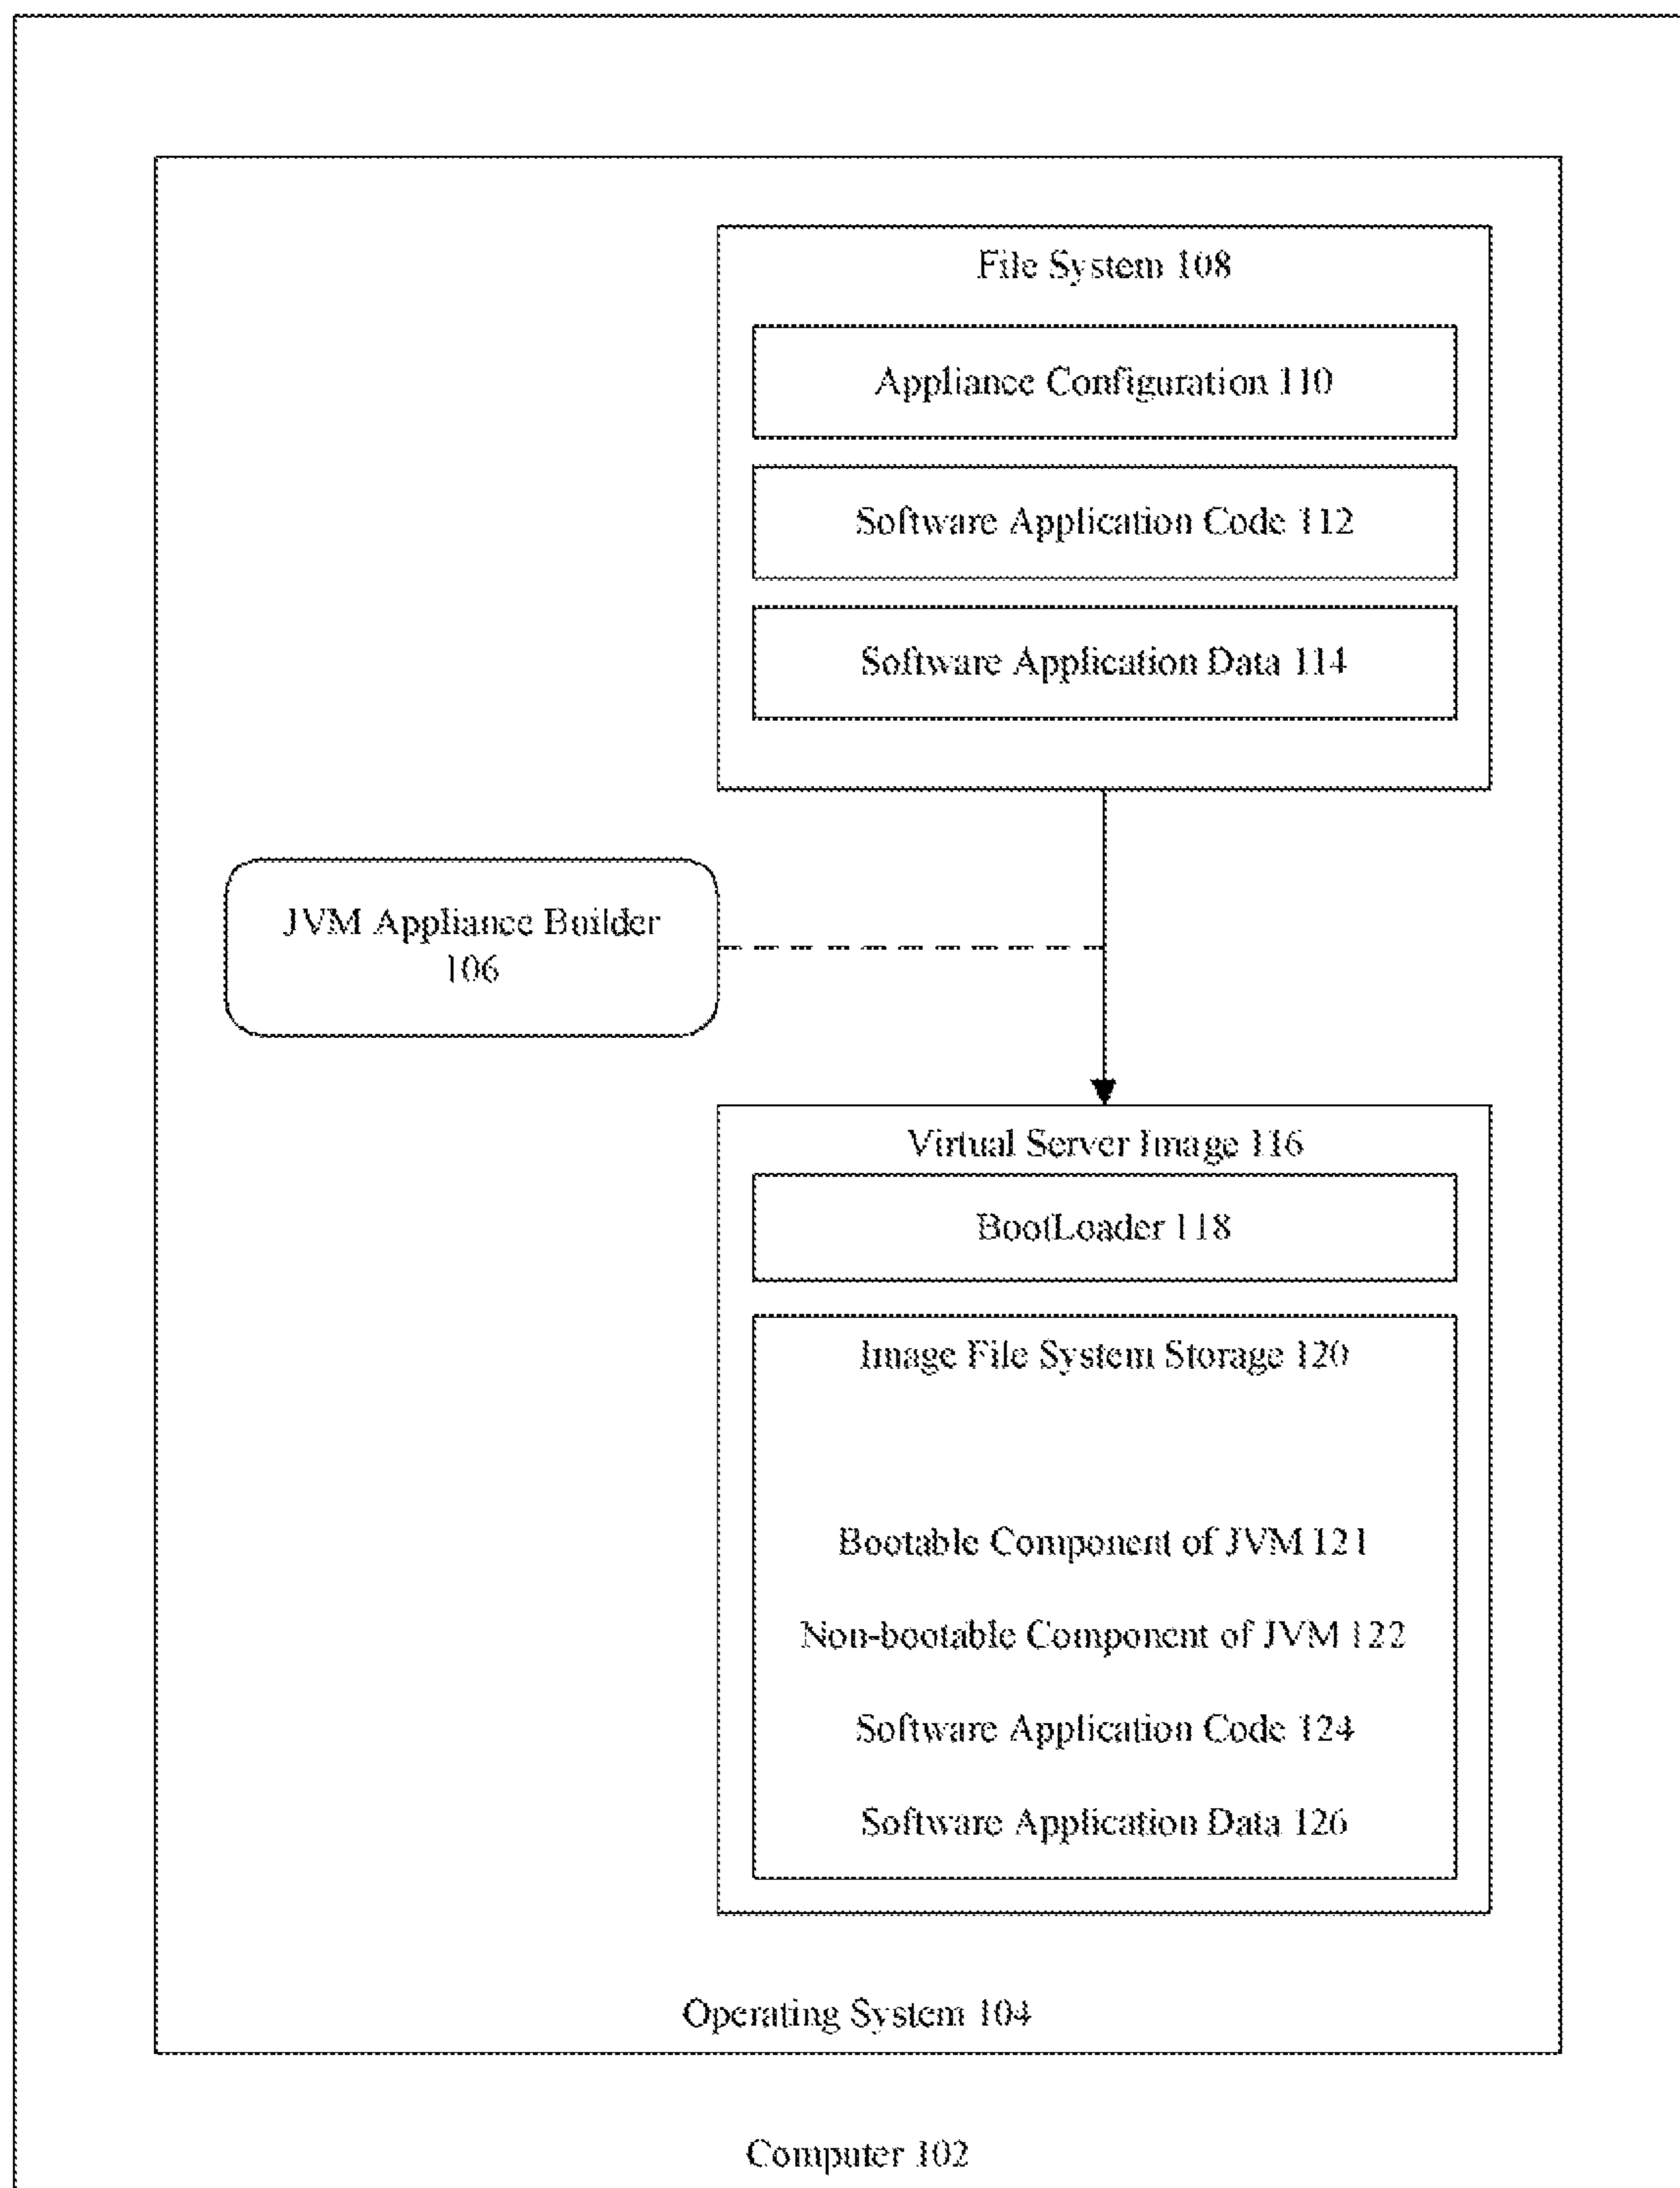 File System 108
Appliance Configuration 110
Software Application Code 112
Software Application Data 114
JVM Appliance Builder
106
Virtual Server Image 116
BootLoader 118
Image File System Storage 120
Bootable Component of JVM 121
Non-bootable Component of JVM 122
Software Application Code 124
Software Application Data 126
Operating System 104
Computer 102